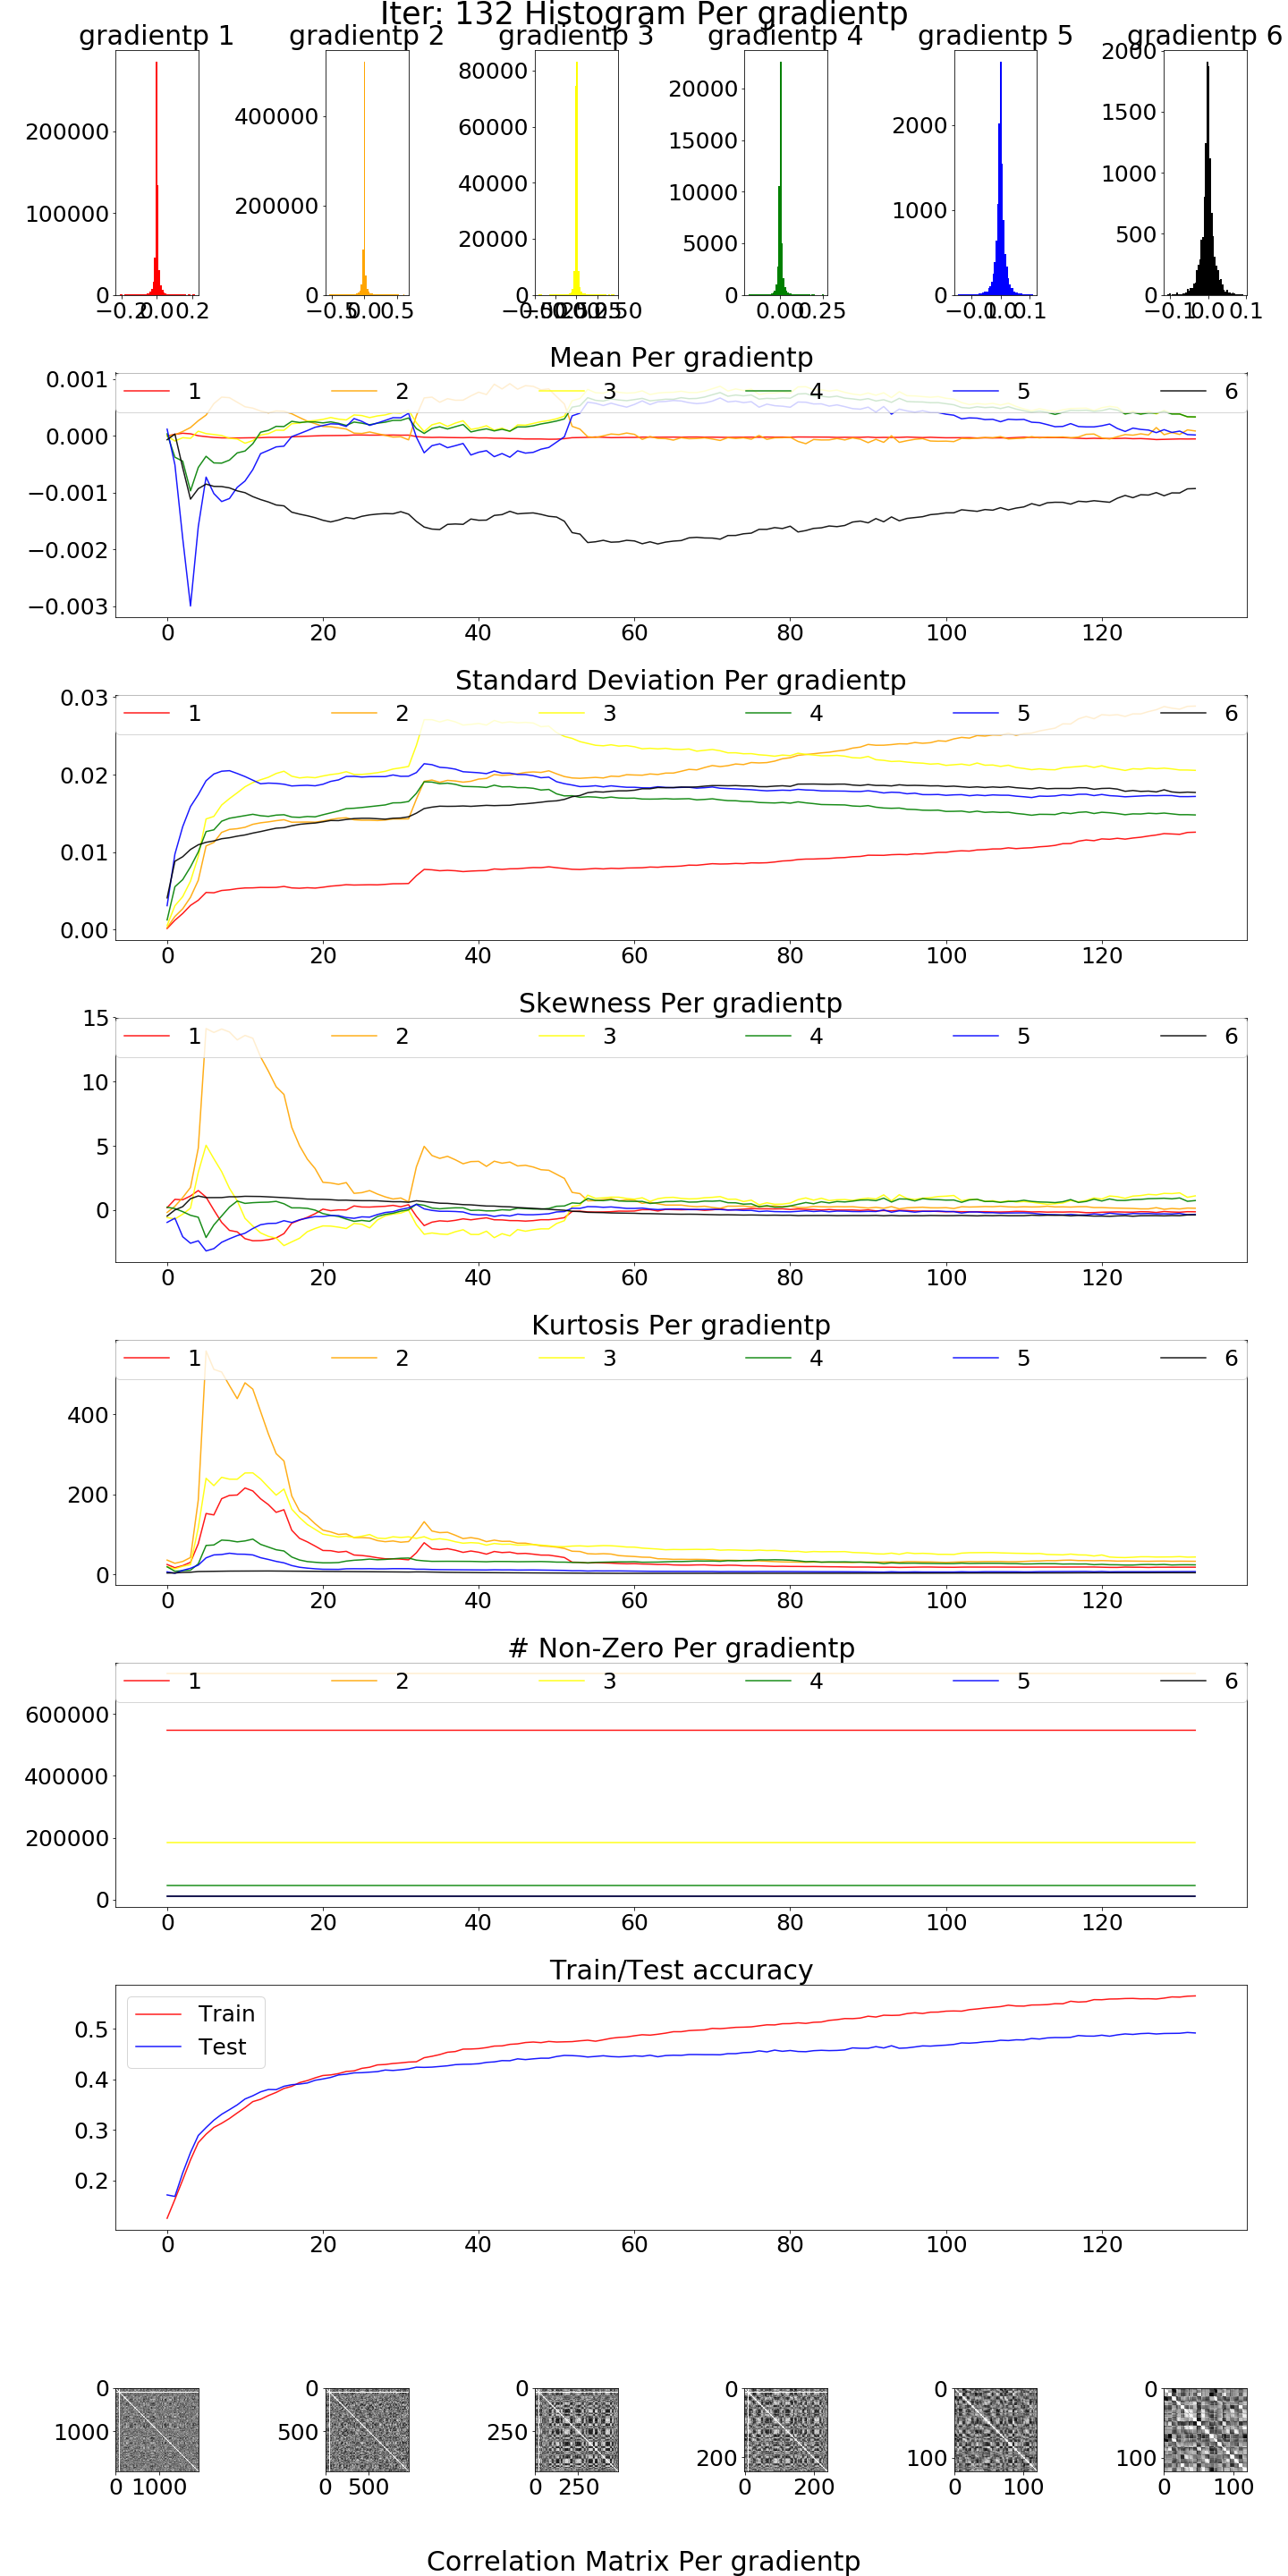 Iter: 132 Histogram Per gradientp
gradientp 1 gradientp 2 gradientp 3 gradientp 4 gradientp 5 gradientp 6
200000 100000 0
400000 200000 0
80000 60000 40000 20000 0
20000 15000 10000 5000 0
2000 1000 0
2000 1500 1000 500 0
−0.2 0.0 0.2
−0.5 0.0 0.5
0.00 0.25
−0.1 0.0 0.1
−0.1 0.0 0.1
Mean Per gradientp
1 2 3 4 5 6
0.001
0.000
−0.001
−0.002
−0.003
0 20 40 60 80 100 120
Standard Deviation Per gradientp
1 2 3 4 5 6
0.03
0.02
0.01
0.00
0 20 40 60 80 100 120
Skewness Per gradientp
1 2 3 4 5 6
15
10
5
0
0 20 40 60 80 100 120
Kurtosis Per gradientp
1 2 3 4 5 6
400
200
0
0 20 40 60 80 100 120
# Non-Zero Per gradientp
1 2 3 4 5 6
600000
400000
200000
0
0 20 40 60 80 100 120
Train/Test accuracy
Train
Test
0.5
0.4
0.3
0.2
0 20 40 60 80 100 120
0 1000
0 500
0 250
0 200
0 100
0 100
0 1000
0 500
0 250
0 200
0 100
0 100
Correlation Matrix Per gradientp